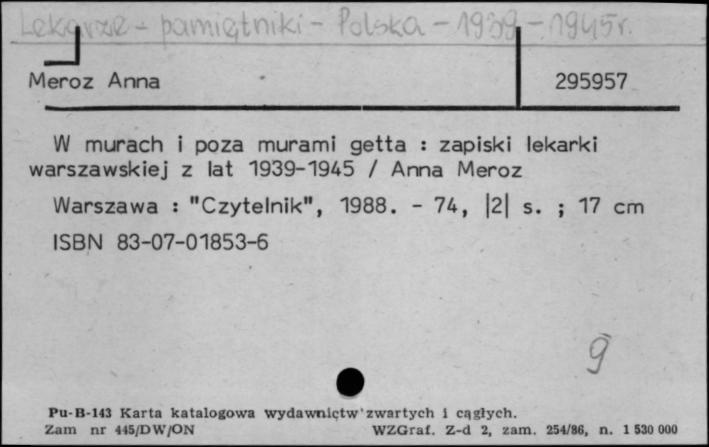 Lekarze - pamiętniki - Polska - 1939 - 1945 r.
Meroz Anna 295957
W murach i poza murami getta : zapiski lekarki
warszawskiej z lat 1939-1945 / Anna Meroz
Warszawa : "Czytelnik", 1988. - 74, |2| s. ; 17 cm
ISBN 83-07-01853-6
g
Pu-B-143 Karta katalogowa wydawnictw zwartych i ciągłych.
Zam nr 445/DW/ON WZGraf. Z-d 2, zam. 254/86, n. 1 530 000